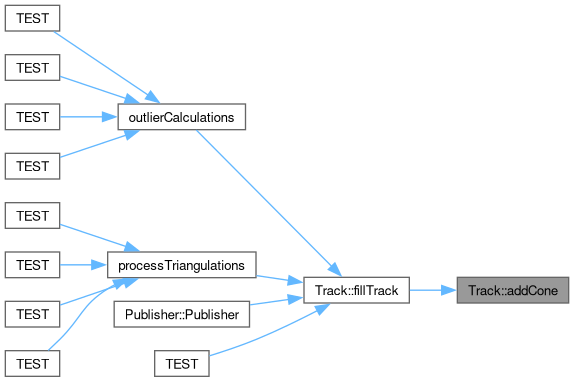 TEST
TEST
TEST
TEST
outlierCalculations
TEST
TEST
TEST
TEST
processTriangulations
Publisher::Publisher
TEST
Track::fillTrack
Track::addCone